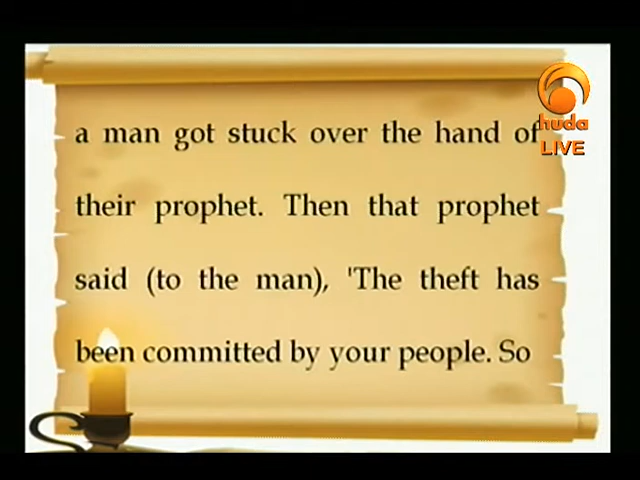 a man got stuck over the hand of
their prophet. Then that prophet
said (to the man), 'The theft has
been committed by your people. So
huda
LIVE